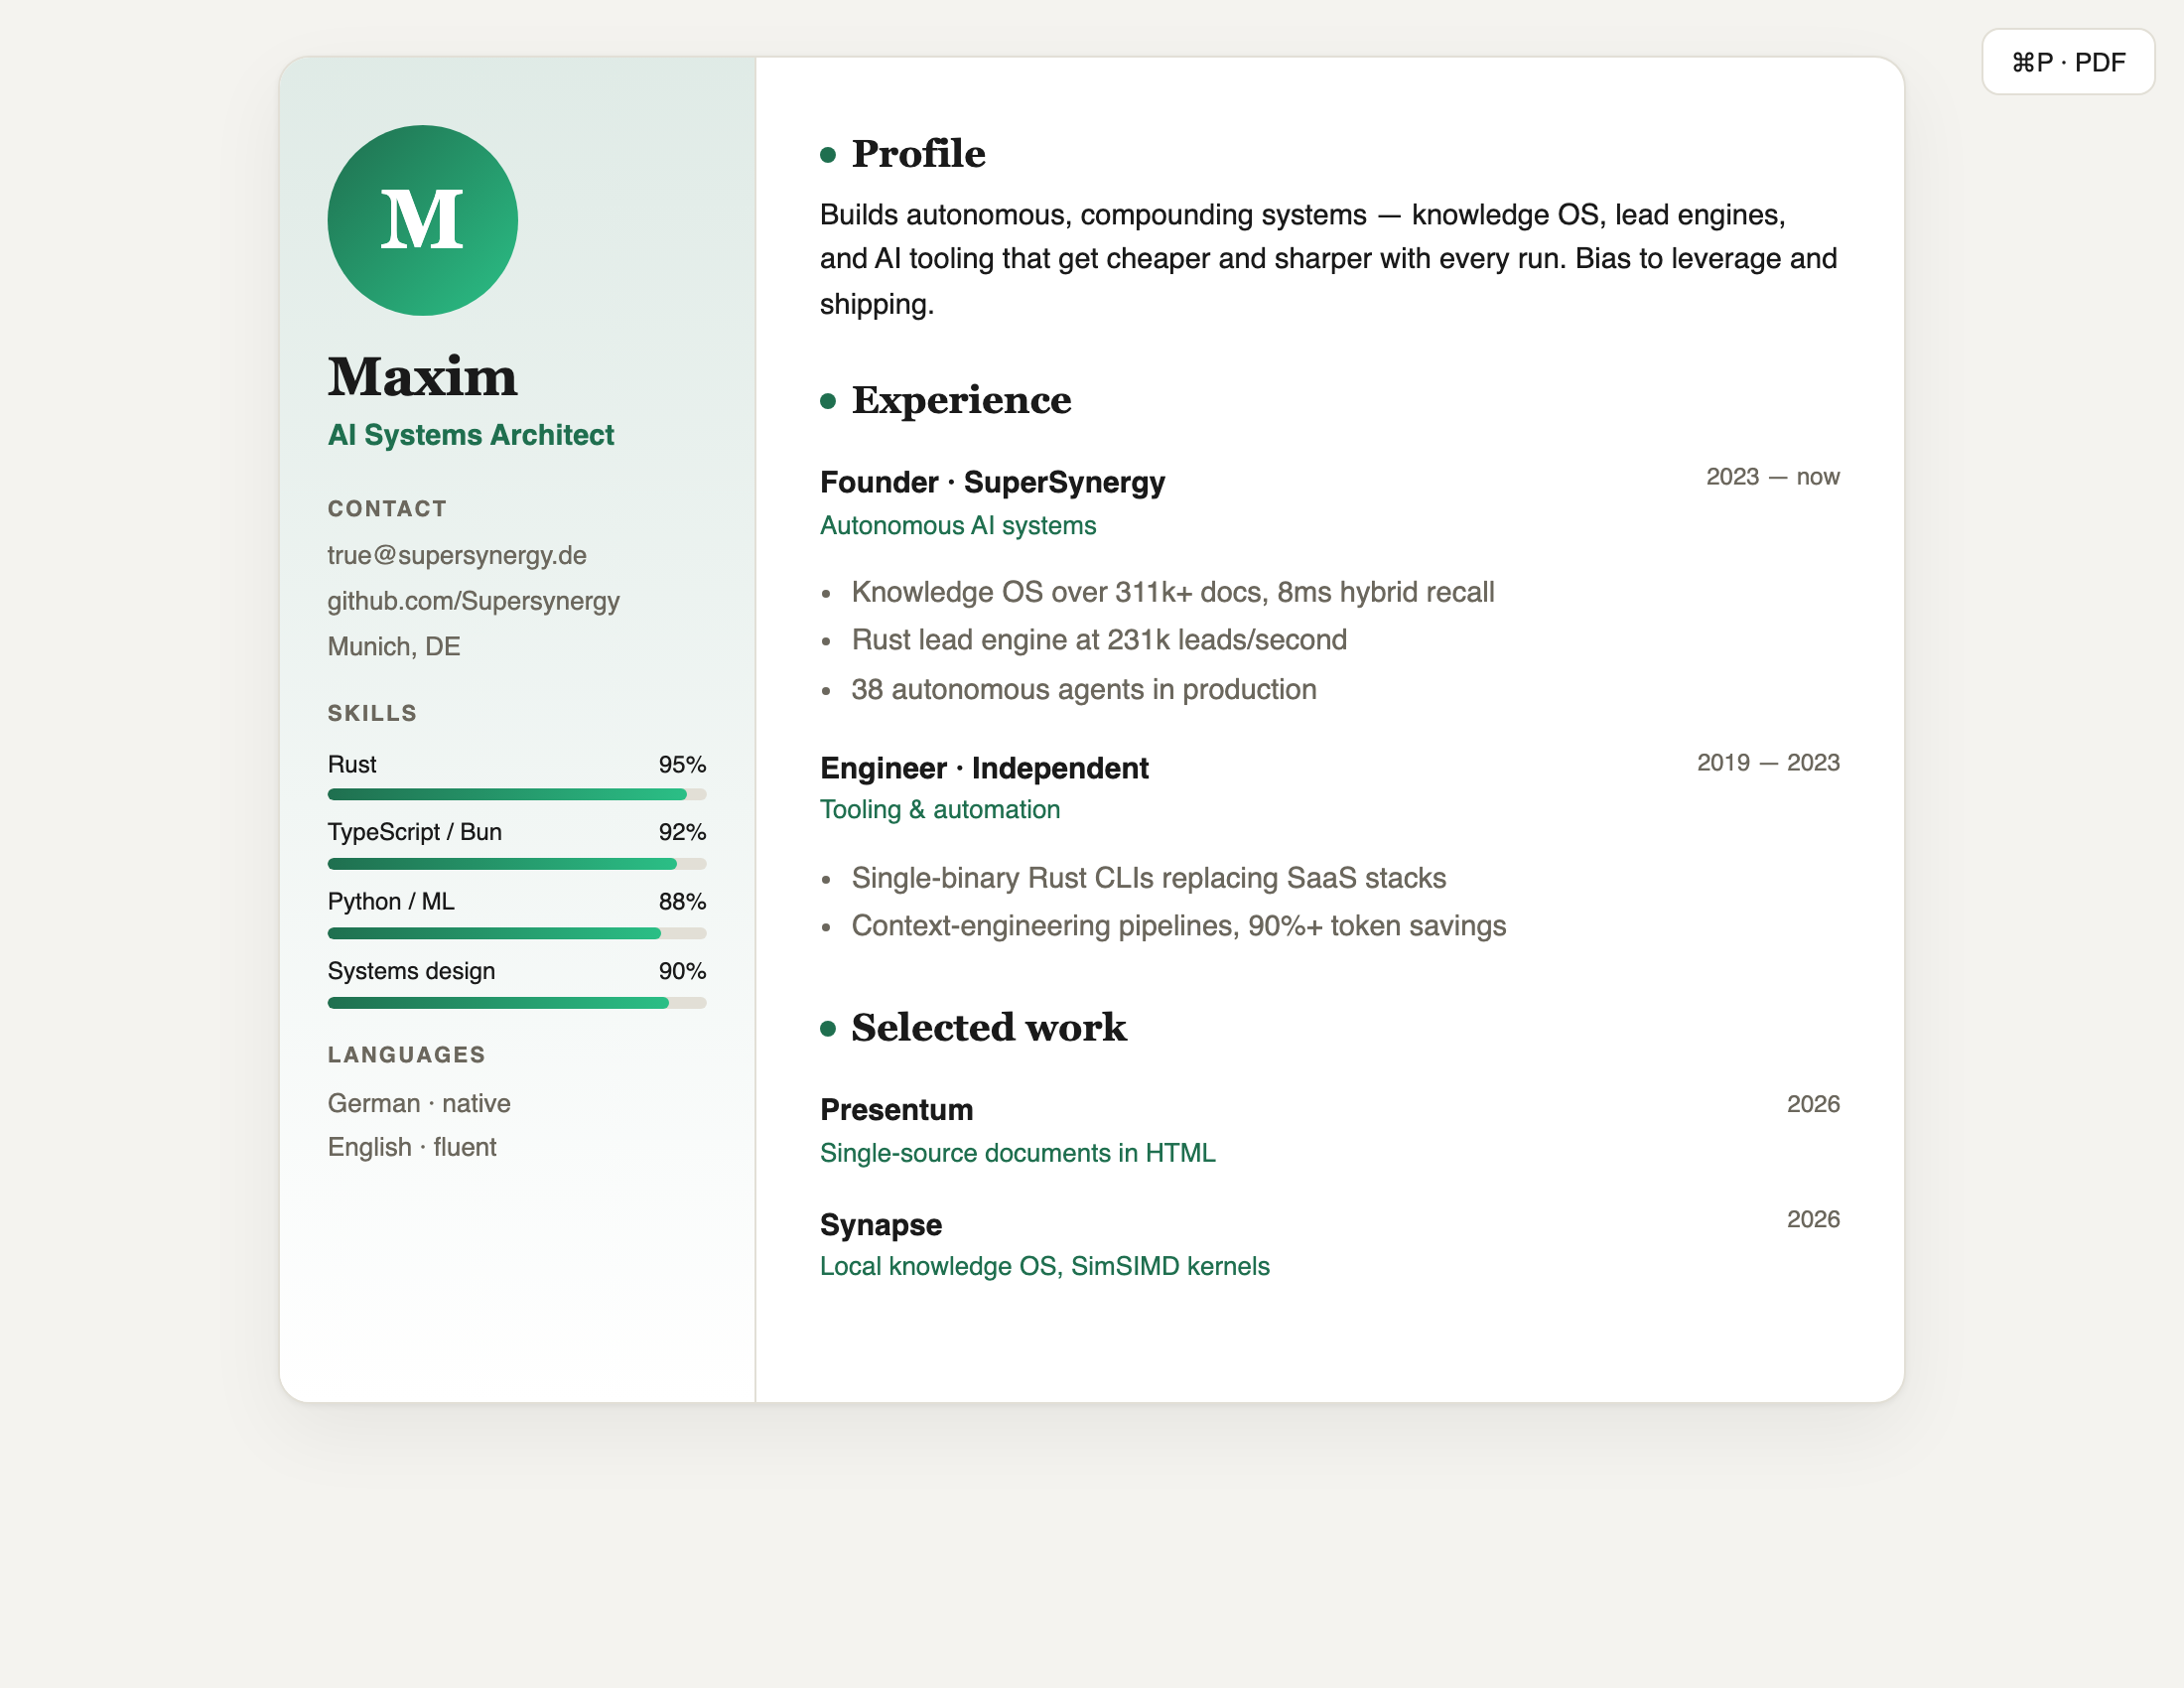 ⌘P · PDF
M
Maxim
AI Systems Architect
CONTACT
true@supersynergy.de
github.com/Supersynergy
Munich, DE
SKILLS
Rust 95%
TypeScript / Bun 92%
Python / ML 88%
Systems design 90%
LANGUAGES
German · native
English · fluent
Profile
Builds autonomous, compounding systems — knowledge OS, lead engines,
and AI tooling that get cheaper and sharper with every run. Bias to leverage and
shipping.
Experience
Founder · SuperSynergy 2023 — now
Autonomous AI systems
• Knowledge OS over 311k+ docs, 8ms hybrid recall
• Rust lead engine at 231k leads/second
• 38 autonomous agents in production
Engineer · Independent 2019 — 2023
Tooling & automation
• Single-binary Rust CLIs replacing SaaS stacks
• Context-engineering pipelines, 90%+ token savings
Selected work
Presentum 2026
Single-source documents in HTML
Synapse 2026
Local knowledge OS, SimSIMD kernels